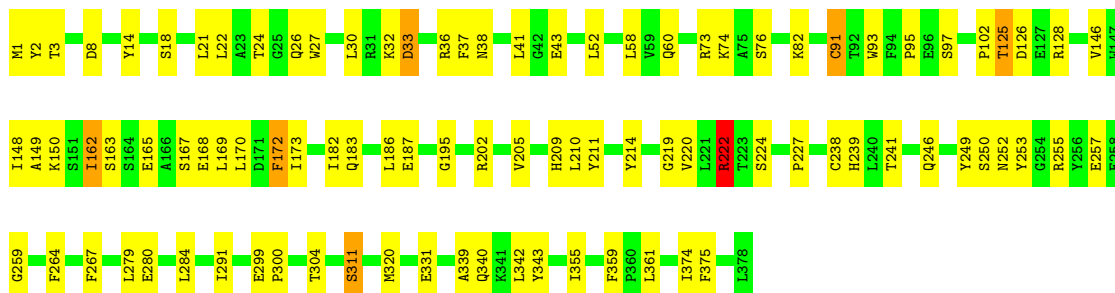 M1 Y2 T3 D8 Y14 S18 L21 L22 A23 T24 G25 Q26 W27 L30 R31 K32 D33 R36 F37 N38 L41 G42 E43 L52 L58 V59 Q60 R73 K74 A75 S76 K82 C91 T92 W93 F94 P95 E96 S97 P102 T125 D126 E127 R128 V146 W147
I148 A149 K150 S151 I162 S163 S164 E165 A166 S167 E168 L169 L170 D171 F172 I173 I182 Q183 L186 E187 G195 R202 V205 H209 L210 Y211 Y214 G219 V220 L221 R222 T223 S224 P227 C238 H239 L240 T241 Q246 Y249 S250 N252 Y253 G254 R255 Y256 E257 E258
G259 F264 F267 L279 E280 L284 I291 E299 P300 T304 S311 M320 E331 A339 Q340 K341 L342 Y343 I355 F359 P360 L361 I374 F375 L378